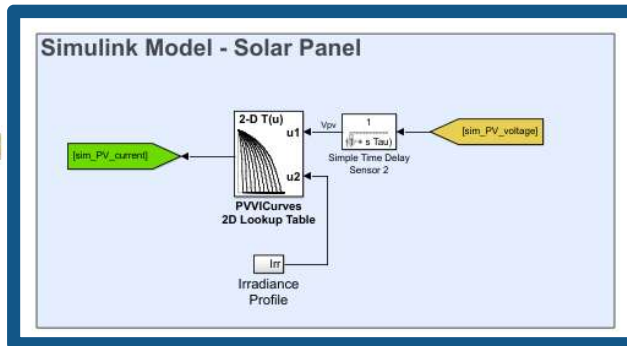 Simulink Model - Solar Panel
2-D T(u)
u1
u2
Vpv
1
(1 + s Tau)
[sim_PV_voltage]
Simple Time Delay
Sensor 2
[sim_PV_current]
PVVICurves
2D Lookup Table
Irr
Irradiance
Profile